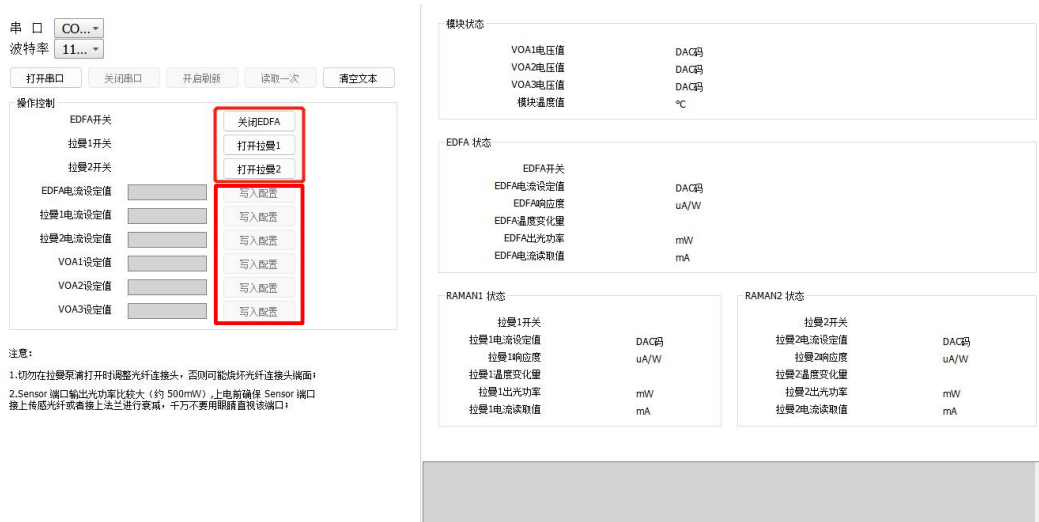 串 口 CO...
波特率 11...
打开串口 关闭串口 开启刷新 读取一次 清空文本
操作控制
EDFA开关 关闭EDFA
拉曼1开关 打开拉曼1
拉曼2开关 打开拉曼2
EDFA电流设定值 写入配置
拉曼1电流设定值 写入配置
拉曼2电流设定值 写入配置
VOA1设定值 写入配置
VOA2设定值 写入配置
VOA3设定值 写入配置
注意:
1.切勿在拉曼泵浦打开时调整光纤连接头,否则可能烧坏光纤连接头端面;
2.Sensor 端口输出光功率比较大(约 500mW),上电前确保 Sensor 端口
接上传感光纤或者接上法兰进行衰减,千万不要用眼睛直视该端口;
模块状态
VOA1电压值 DAC码
VOA2电压值 DAC码
VOA3电压值 DAC码
模块温度值 °C
EDFA 状态
EDFA开关
EDFA电流设定值 DAC码
EDFA响应度 uA/W
EDFA温度变化量
EDFA出光功率 mW
EDFA电流读取值 mA
RAMAN1 状态
拉曼1开关
拉曼1电流设定值 DAC码
拉曼1响应度 uA/W
拉曼1温度变化量
拉曼1出光功率 mW
拉曼1电流读取值 mA
RAMAN2 状态
拉曼2开关
拉曼2电流设定值 DAC码
拉曼2响应度 uA/W
拉曼2温度变化量
拉曼2出光功率 mW
拉曼2电流读取值 mA